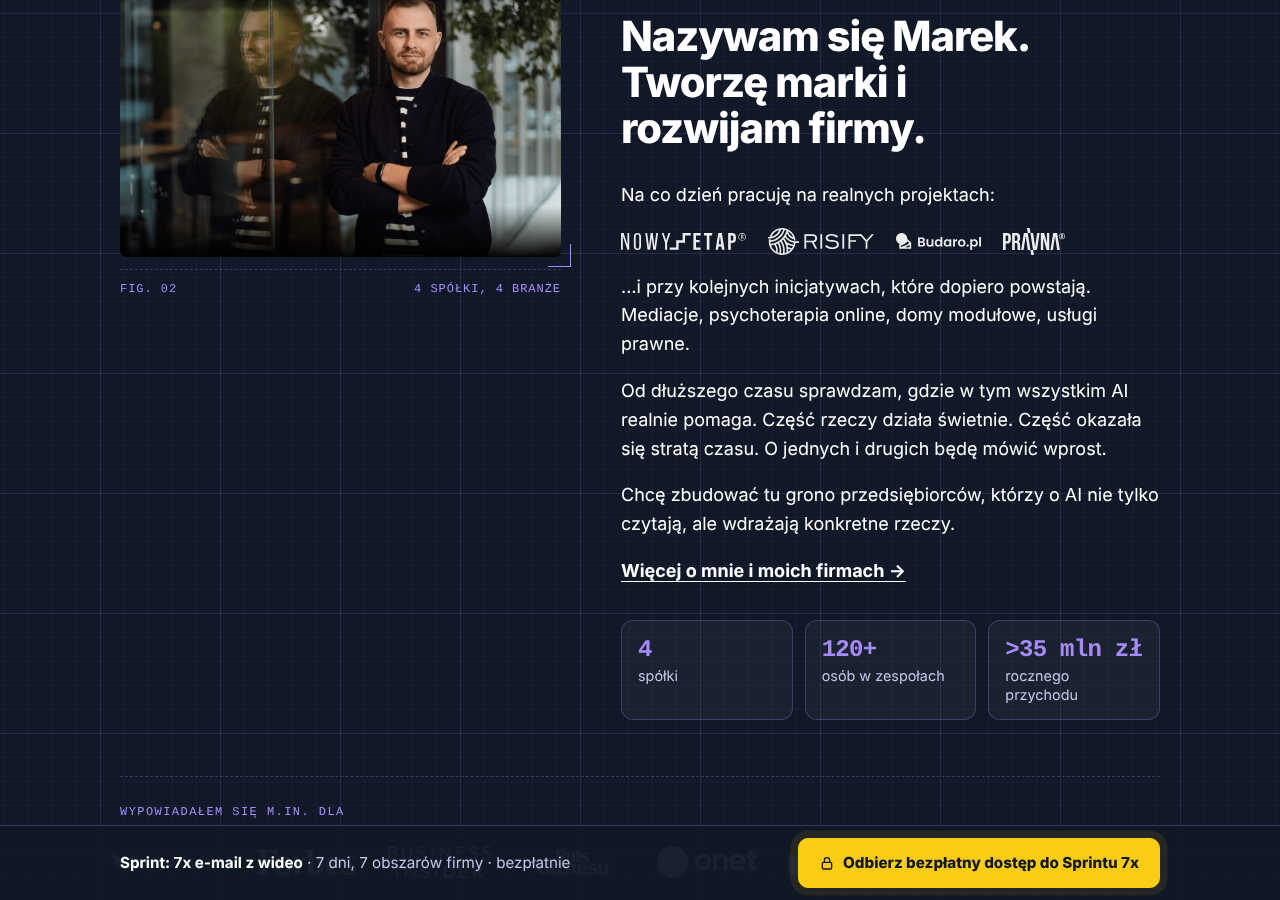 Nazywam się Marek.
Tworzę marki i
rozwijam firmy.
Na co dzień pracuję na realnych projektach:
NOWY ETAP® RISIFY Budaro.pl PRAVNA®
...i przy kolejnych inicjatywach, które dopiero powstają.
Mediacje, psychoterapia online, domy modułowe, usługi
prawne.
Od dłuższego czasu sprawdzam, gdzie w tym wszystkim AI
realnie pomaga. Część rzeczy działa świetnie. Część okazała
się stratą czasu. O jednych i drugich będę mówić wprost.
Chcę zbudować tu grono przedsiębiorców, którzy o AI nie tylko
czytają, ale wdrażają konkretne rzeczy.
Więcej o mnie i moich firmach →
FIG. 02
4 SPÓŁKI, 4 BRANŻE
4
spółki
120+
osób w zespołach
>35 mln zł
rocznego
przychodu
WYPOWIADAŁEM SIĘ M.IN. DLA
Forbes
BUSINESS
INSIDER
onet
Sprint: 7x e-mail z wideo · 7 dni, 7 obszarów firmy · bezpłatnie
Odbierz bezpłatny dostęp do Sprintu 7x